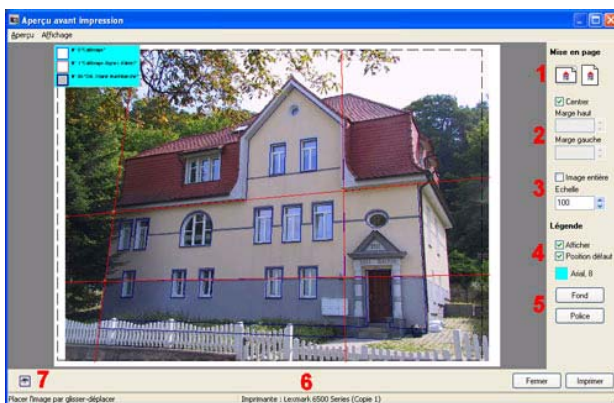 Aperçu avant impression
Aperçu Affichage
Mise en page
1
Centrer
Marge haut
2
Marge gauche
Image entière
3
Echelle
100
Légende
Afficher
4
Position défaut
Arial, 8
5
Fond
Police
7
6
Fermer
Imprimer
Placer l'image par glisser-déplacer
Imprimante : Lexmark 6500 Series (Copie 1)